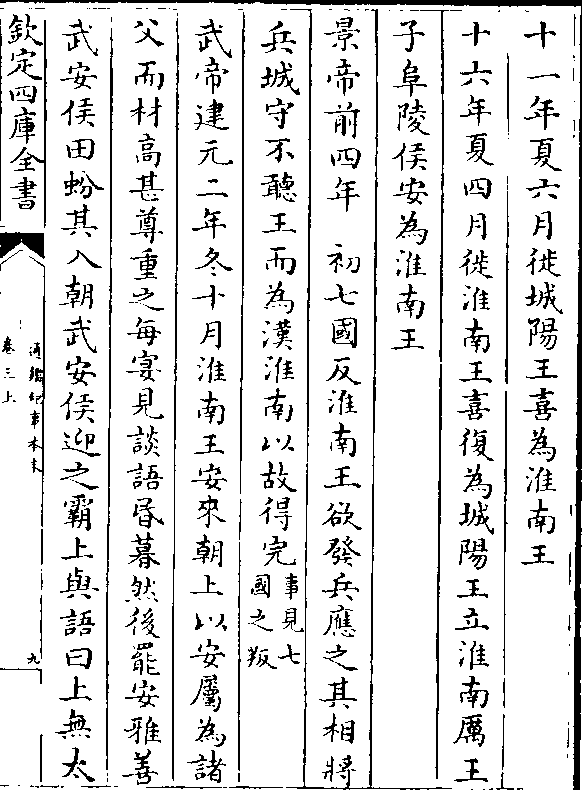 十一年夏六月徙城陽王喜為淮南王
十六年夏四月徙淮南王喜復為城陽王立淮南厲王
子阜陵侯安為淮南王
景帝前四年　初七國反淮南王欲發兵應之其相將
兵城守不聽王而為漢淮南以故得完事見七國之叛
武帝建元二年冬十月淮南王安來朝上以安屬為諸
父而材高甚尊重之每宴見談語昏暮然後罷安雅善
武安侯田蚡其入朝武安侯迎之霸上與語曰上無太
欽定四庫全書
通鑑紀事本末
卷三上
九